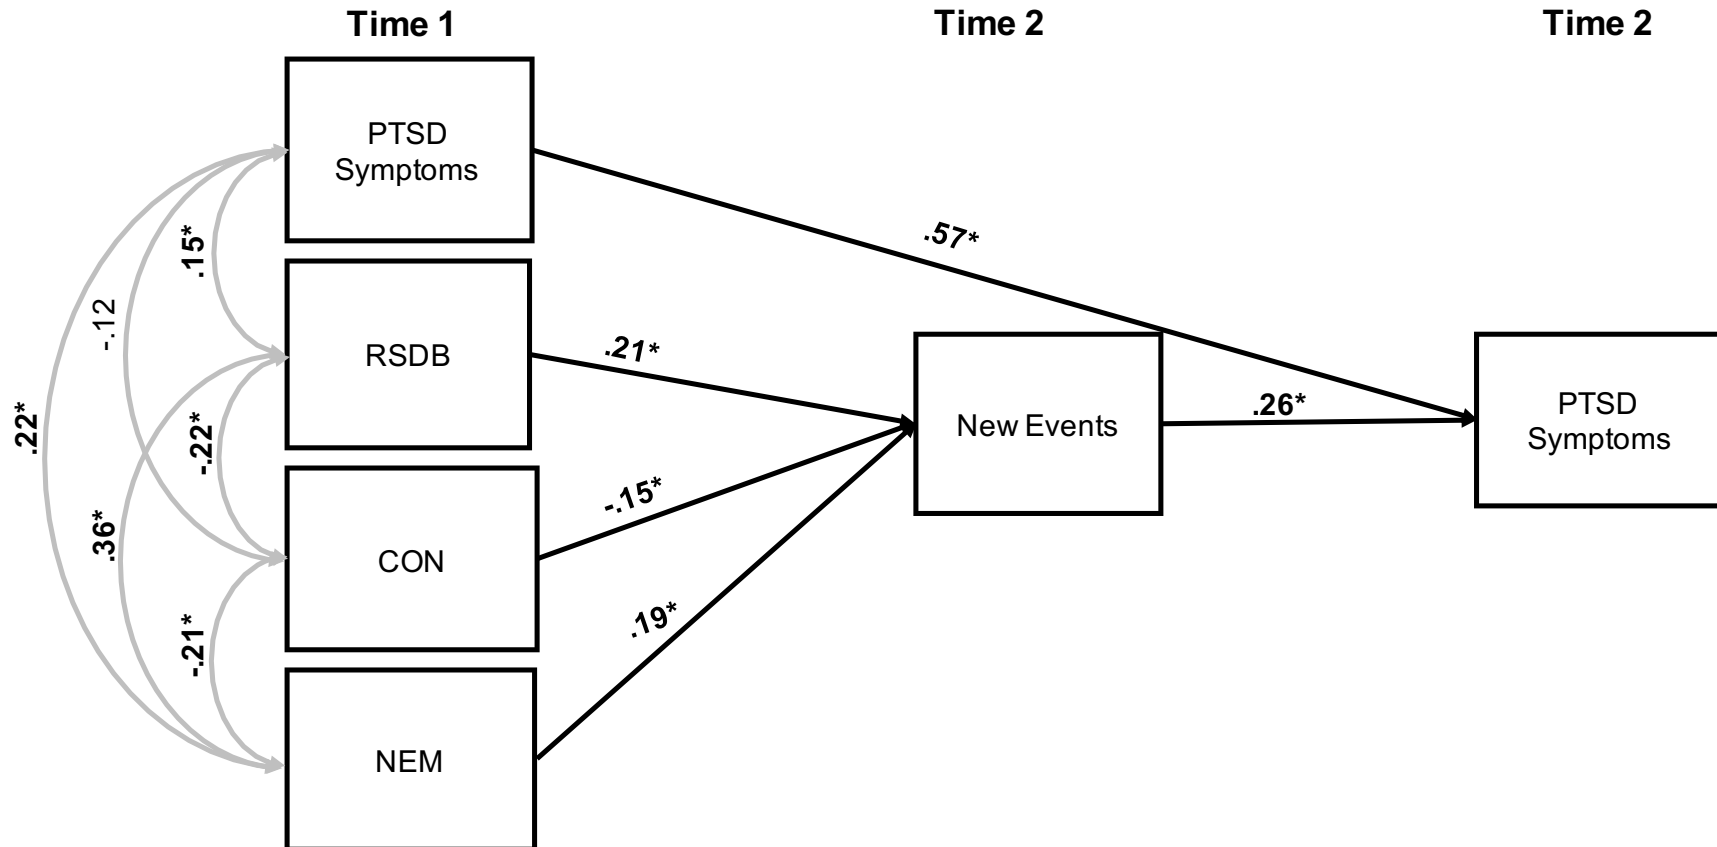 Time 1
Time 2
Time 2
PTSD
Symptoms
.15*
.57*
-.12
RSDB
.21*
New Events
.26*
PTSD
Symptoms
.22*
-.22*
-.15*
.36*
CON
.19*
-.21*
NEM